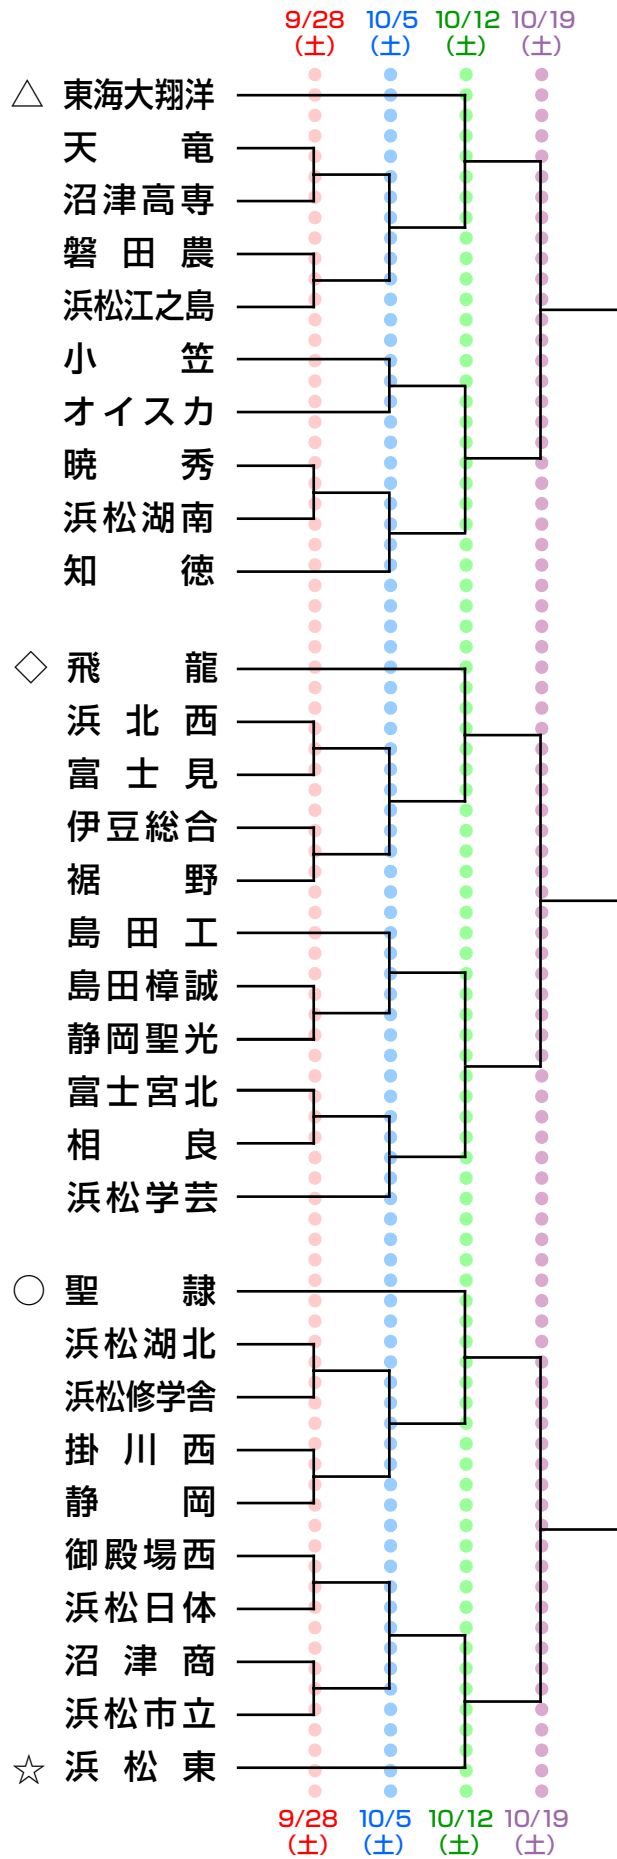 9/28 10/5 10/12 10/19
(土) (土) (土) (土)
△ 東海大翔洋
天竜
沼津高専
磐田農
浜松江之島
小笠
オイスカ
暁秀
浜松湖南
知徳
◇ 飛龍
浜北西
富士見
伊豆総合
裾野
島田工
島田樟誠
静岡聖光
富士宮北
相良
浜松学芸
○ 聖隷
浜松湖北
浜松修学舎
掛川西
静岡
御殿場西
浜松日体
沼津商
浜松市立
☆ 浜松東
9/28 10/5 10/12 10/19
(土) (土) (土) (土)